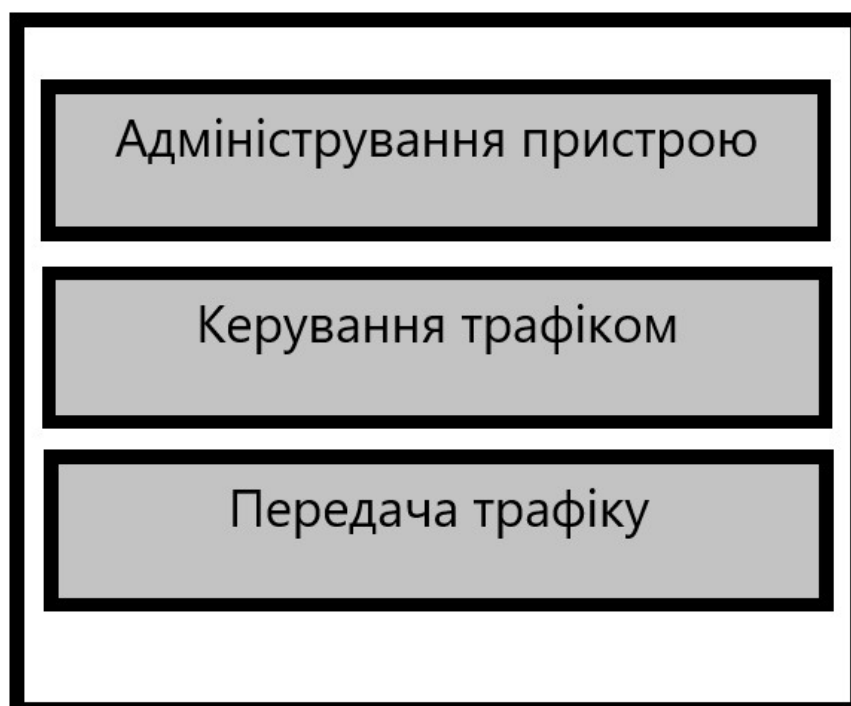 Адміністрування пристрою
Керування трафіком
Передача трафіку